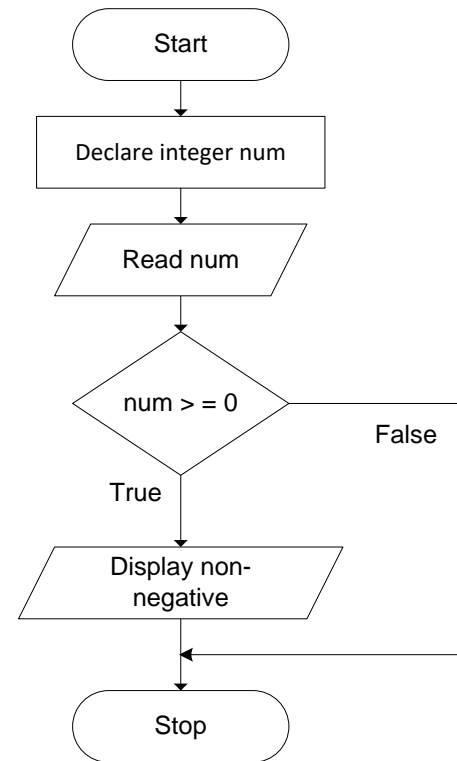 Start
Declare integer num
Read num
num > = 0
False
True
Display non-
negative
Stop